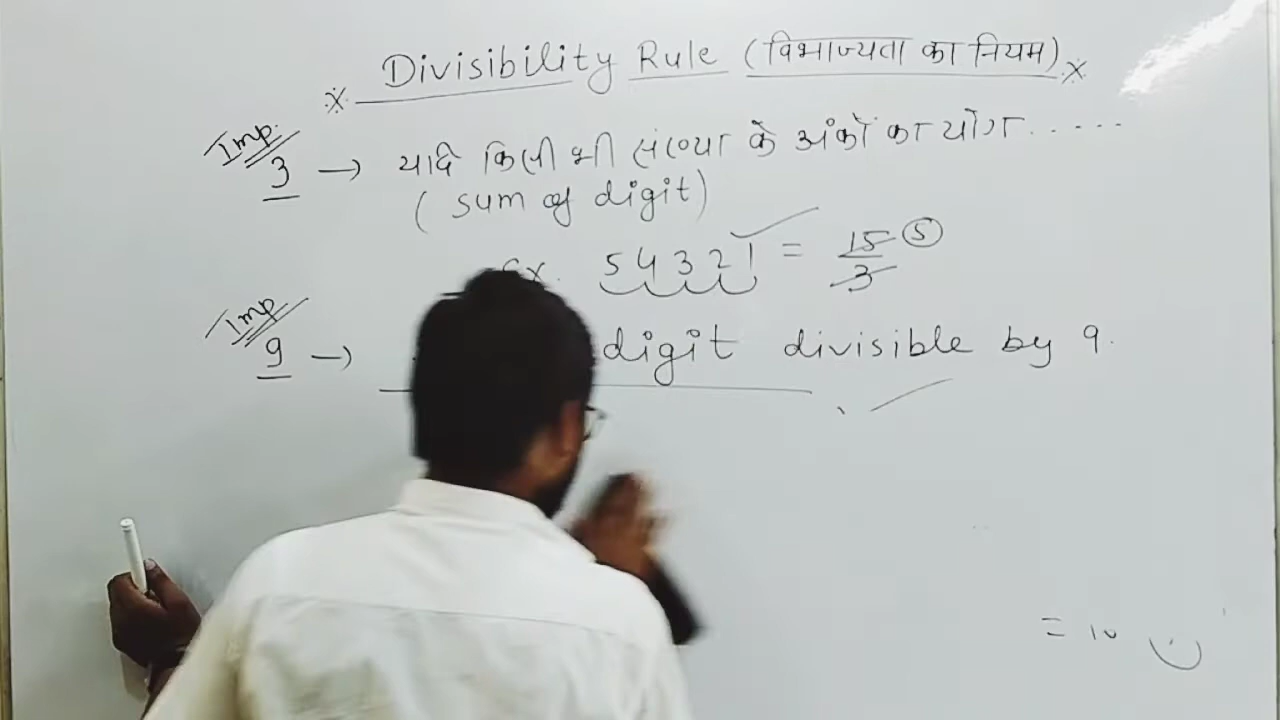 Divisibility Rule (विभाज्यता का नियम)
Imp.
3 → यदि किसी भी संख्या के अंकों का योग.....
(sum of digit)
ex. 54321 = 15/3 5
Imp
9 → digit divisible by 9.
= 10